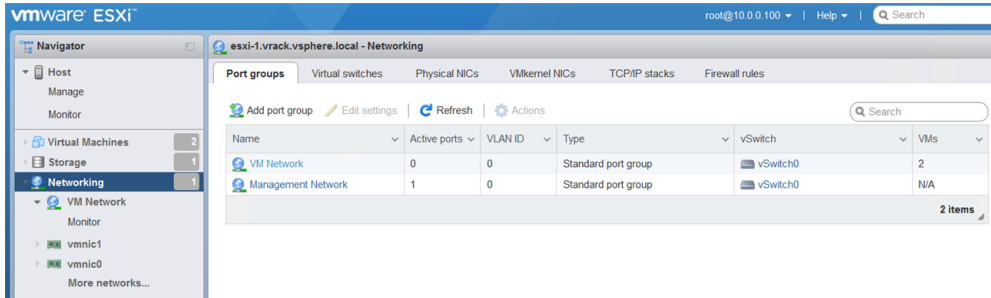 vmware ESXi™ root@10.0.0.100 | Help | Search
Navigator
Host
Manage
Monitor
Virtual Machines 2
Storage 1
Networking 1
VM Network
Monitor
vmnic1
vmnic0
More networks...
esxi-1.vrack.vsphere.local - Networking
Port groups Virtual switches Physical NICs VMkernel NICs TCP/IP stacks Firewall rules
Add port group Edit settings | Refresh | Actions Search
Name Active ports VLAN ID Type vSwitch VMs
VM Network 0 0 Standard port group vSwitch0 2
Management Network 1 0 Standard port group vSwitch0 N/A
2 items